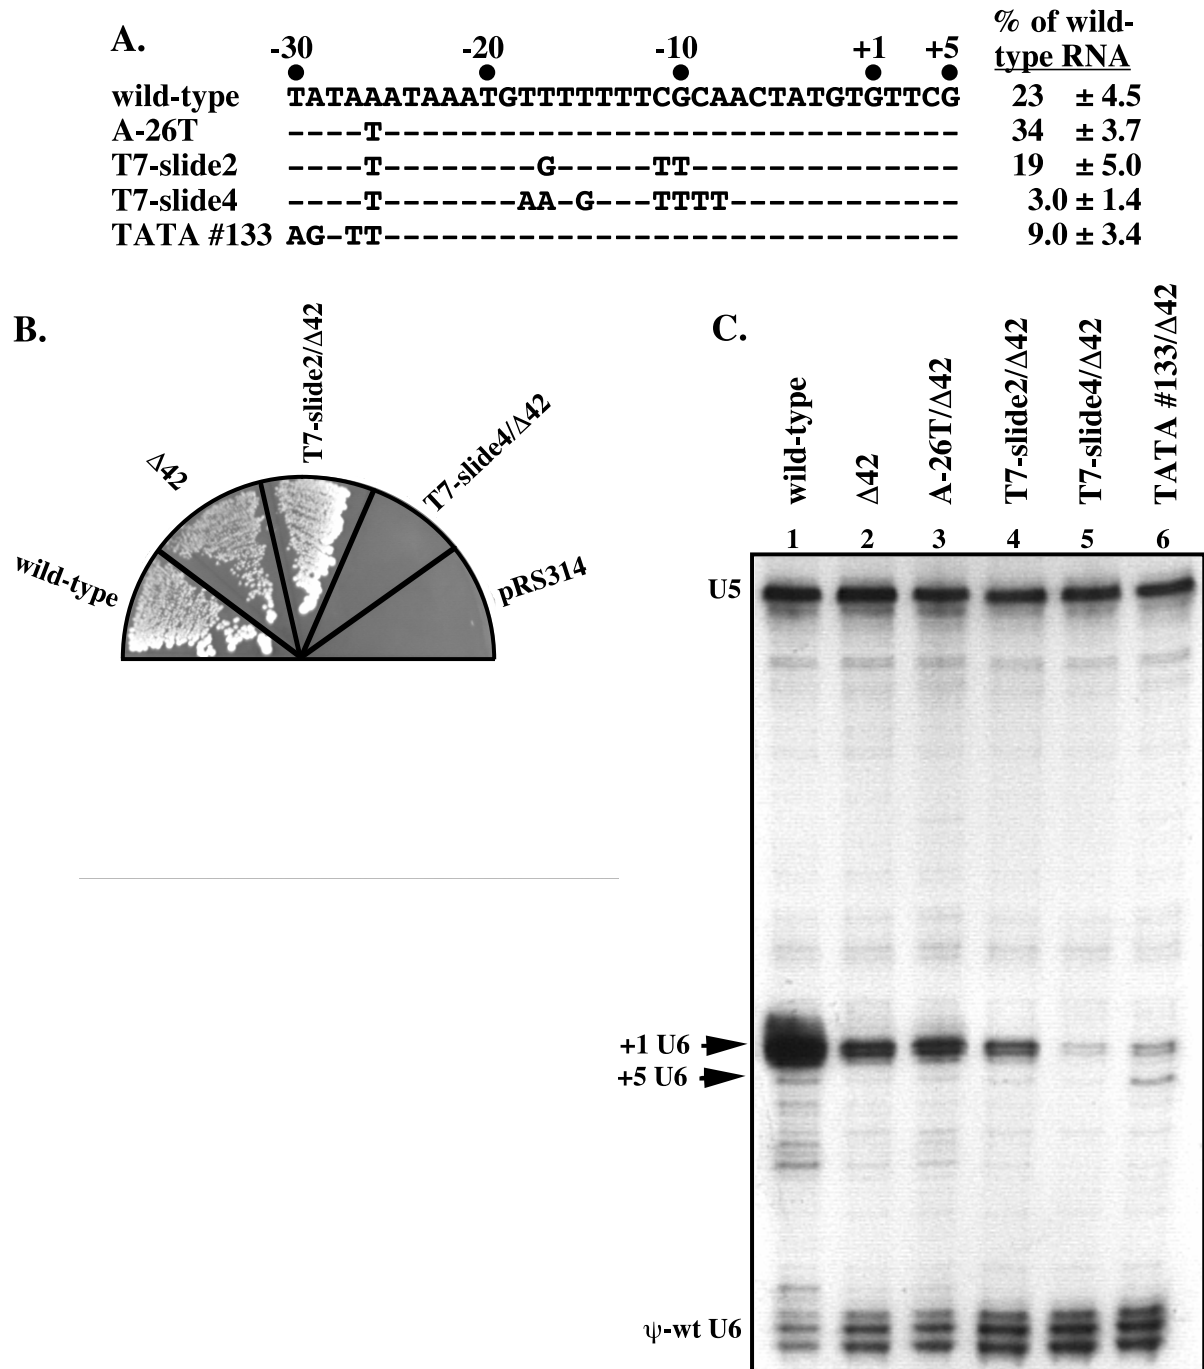 A.
-30 -20 -10 +1 +5
% of wild-
type RNA
wild-type TATAAATAAATGTTTTTTTCGCAACTATGTGTTCG 23 ± 4.5
A-26T ----T------------------------------ 34 ± 3.7
T7-slide2 ----T--------G-----TT-------------- 19 ± 5.0
T7-slide4 ----T-------AA-G---TTTT------------ 3.0 ± 1.4
TATA #133 AG-TT------------------------------ 9.0 ± 3.4
B.
wild-type
Δ42
T7-slide2/Δ42
T7-slide4/Δ42
pRS314
C.
wild-type
Δ42
A-26T/Δ42
T7-slide2/Δ42
T7-slide4/Δ42
TATA #133/Δ42
1 2 3 4 5 6
U5
+1 U6
+5 U6
ψ-wt U6